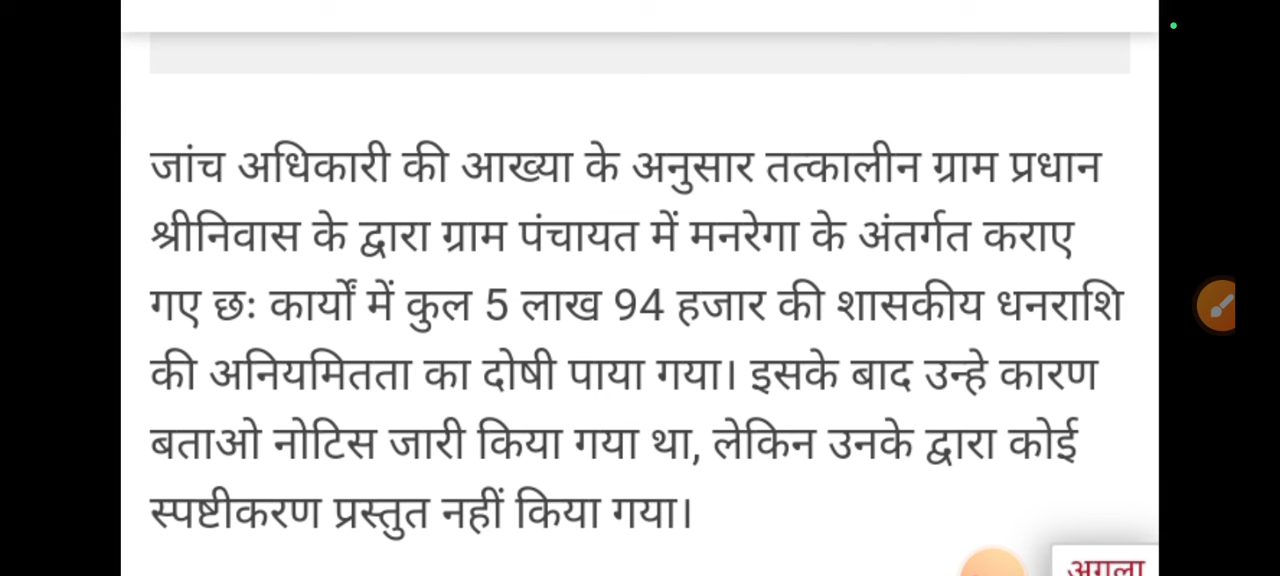 जांच अधिकारी की आख्या के अनुसार तत्कालीन ग्राम प्रधान
श्रीनिवास के द्वारा ग्राम पंचायत में मनरेगा के अंतर्गत कराए
गए छः कार्यों में कुल 5 लाख 94 हजार की शासकीय धनराशि
की अनियमितता का दोषी पाया गया। इसके बाद उन्हे कारण
बताओ नोटिस जारी किया गया था, लेकिन उनके द्वारा कोई
स्पष्टीकरण प्रस्तुत नहीं किया गया।
अगला